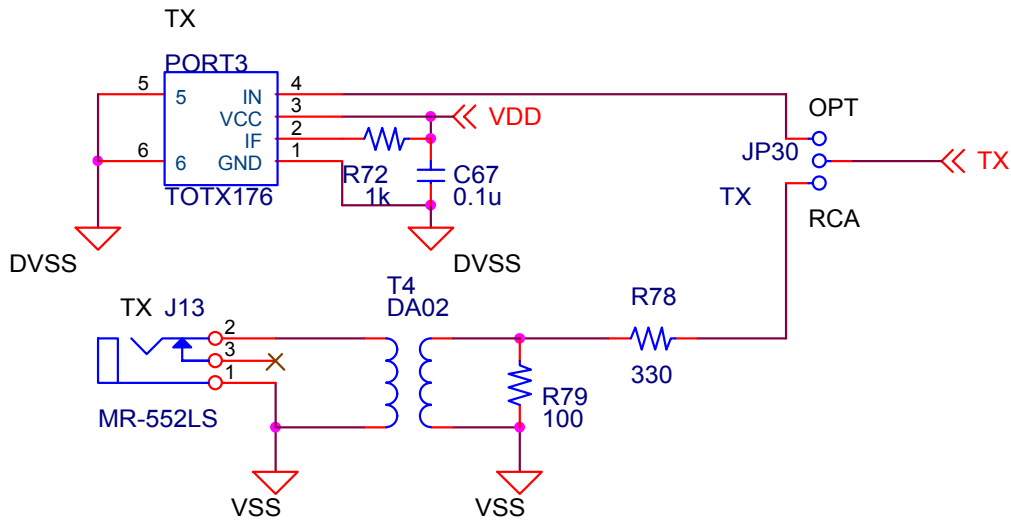 TX
PORT3
5
5
IN
4
VCC
3
VDD
IF
2
6
6
GND
1
TOTX176
R72
1k
C67
0.1u
DVSS
DVSS
OPT
JP30
TX
TX
RCA
TX J13
2
3
1
MR-552LS
T4
DA02
R78
330
R79
100
VSS
VSS